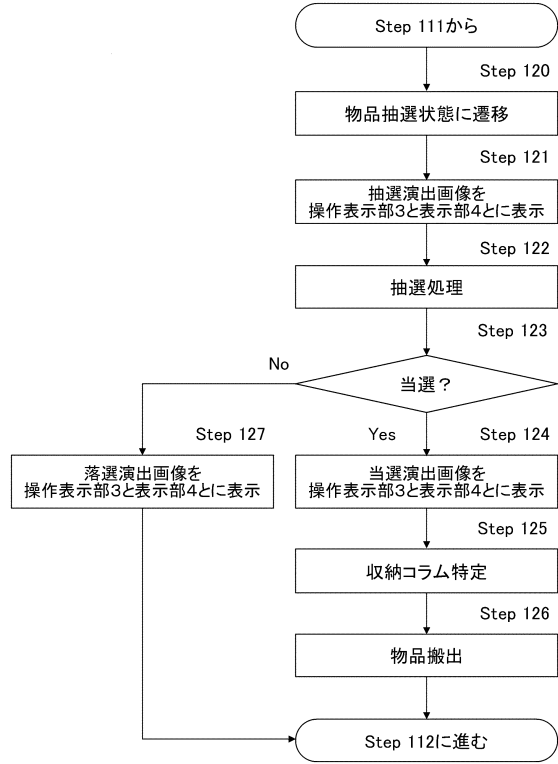 Step 111から
Step 120
物品抽選状態に遷移
Step 121
抽選演出画像を
操作表示部3と表示部4とに表示
Step 122
抽選処理
Step 123
当選？
No
Yes
Step 127
落選演出画像を
操作表示部3と表示部4とに表示
Step 124
当選演出画像を
操作表示部3と表示部4とに表示
Step 125
収納コラム特定
Step 126
物品搬出
Step 112に進む